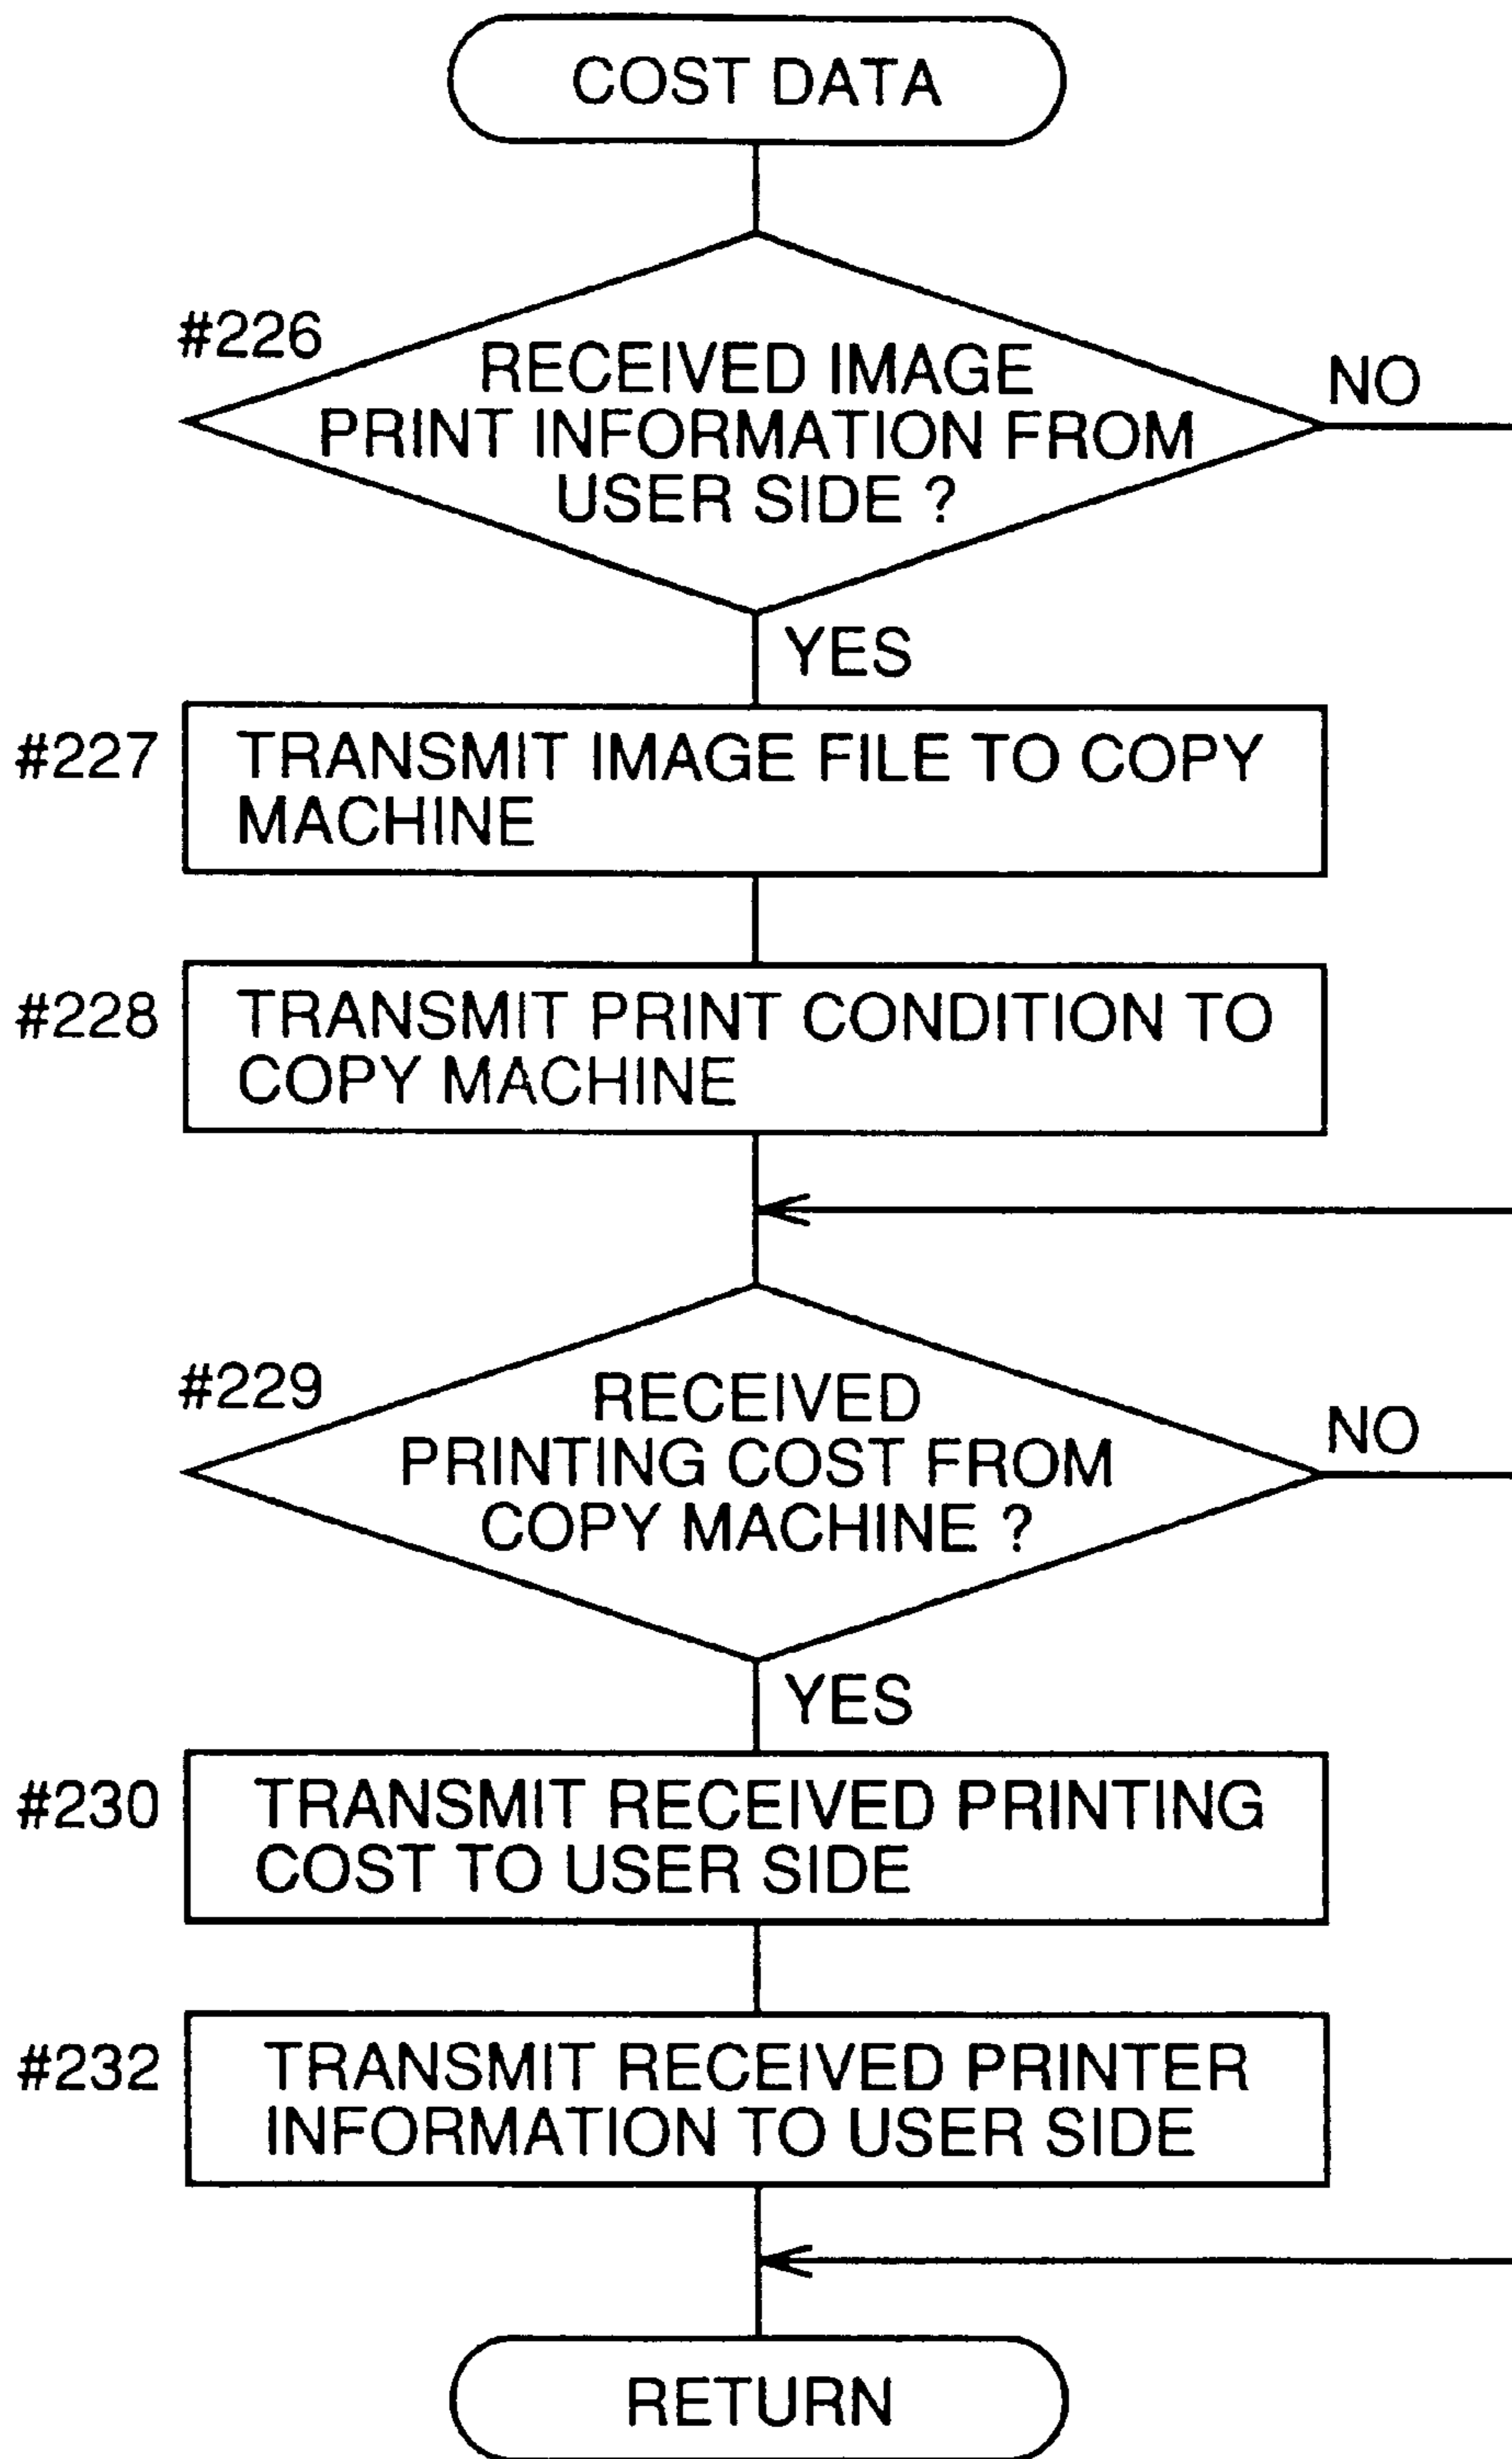 COST DATA
#226
RECEIVED IMAGE
PRINT INFORMATION FROM
USER SIDE ?
NO
YES
#227
TRANSMIT IMAGE FILE TO COPY
MACHINE
#228
TRANSMIT PRINT CONDITION TO
COPY MACHINE
#229
RECEIVED
PRINTING COST FROM
COPY MACHINE ?
NO
YES
#230
TRANSMIT RECEIVED PRINTING
COST TO USER SIDE
#232
TRANSMIT RECEIVED PRINTER
INFORMATION TO USER SIDE
RETURN